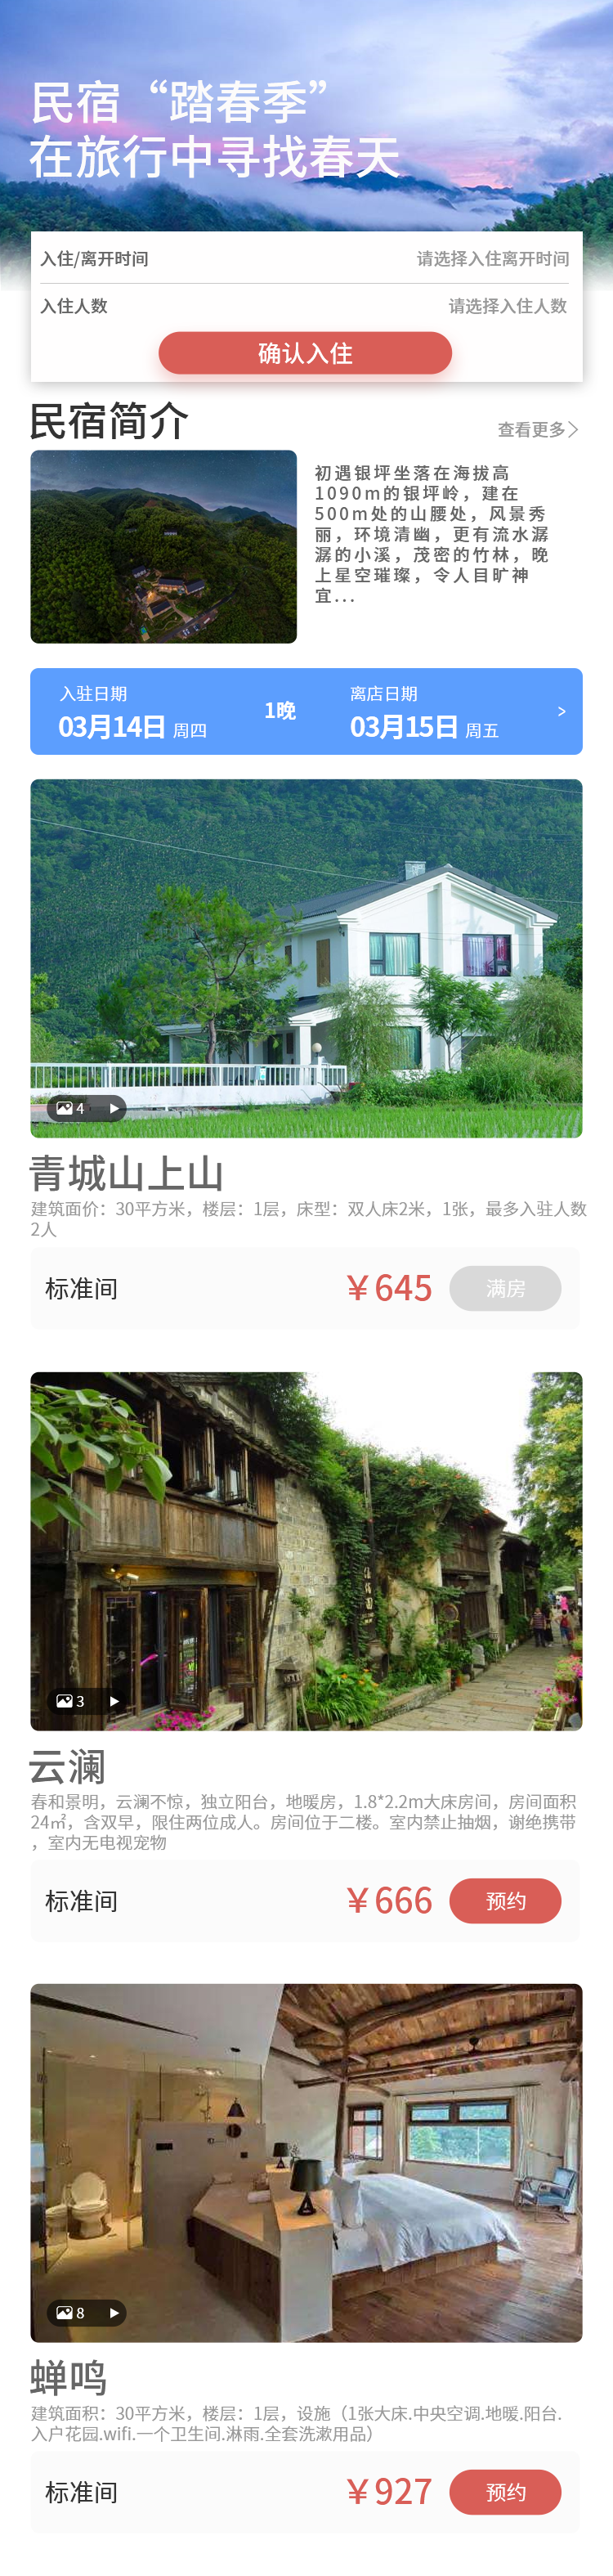 民宿“踏春季”
在旅行中寻找春天
入住/离开时间 请选择入住离开时间
入住人数 请选择入住人数
确认入住
民宿简介 查看更多>
初遇银坪坐落在海拔高
1090m的银坪岭，建在
500m处的山腰处，风景秀
丽，环境清幽，更有流水潺
潺的小溪，茂密的竹林，晚
上星空璀璨，令人目旷神
宜...
入驻日期 离店日期
03月14日 周四 1晚 03月15日 周五 >
4
青城山上山
建筑面价：30平方米，楼层：1层，床型：双人床2米，1张，最多入驻人数
2人
标准间 ￥645 满房
3
云澜
春和景明，云澜不惊，独立阳台，地暖房，1.8*2.2m大床房间，房间面积
24㎡，含双早，限住两位成人。房间位于二楼。室内禁止抽烟，谢绝携带
，室内无电视宠物
标准间 ￥666 预约
8
蝉鸣
建筑面积：30平方米，楼层：1层，设施（1张大床.中央空调.地暖.阳台.
入户花园.wifi.一个卫生间.淋雨.全套洗漱用品）
标准间 ￥927 预约